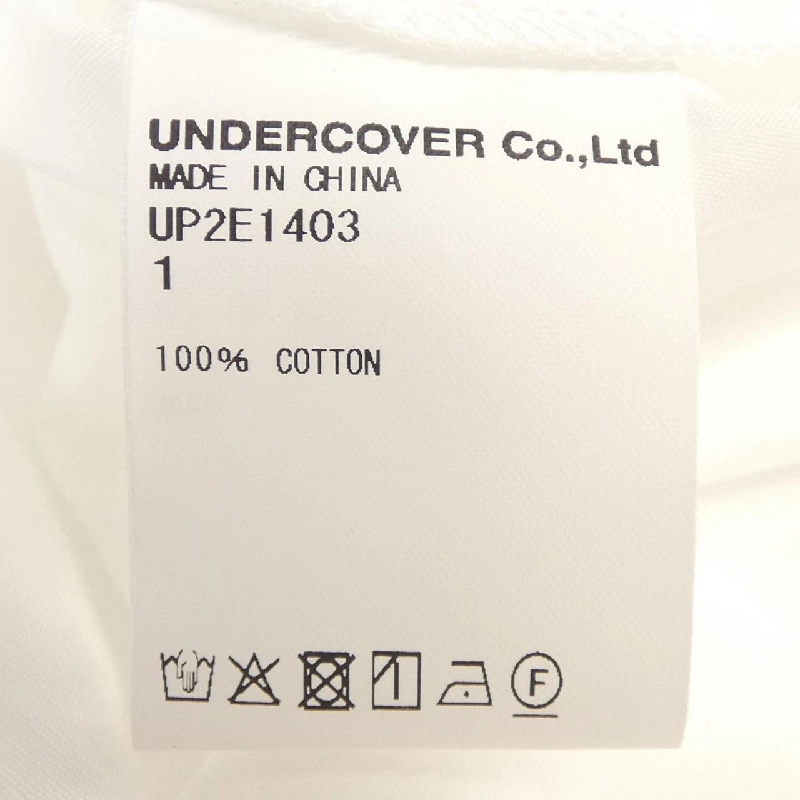 UNDERCOVER Co.,Ltd
MADE IN CHINA
UP2E1403
1
100% COTTON
F